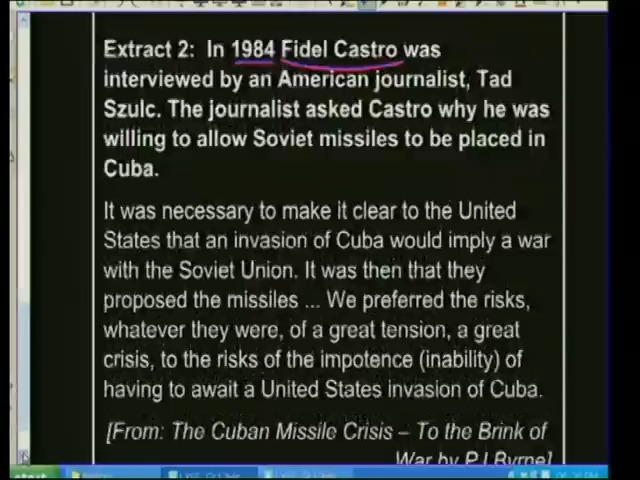 Extract 2: In 1984 Fidel Castro was
interviewed by an American journalist, Tad
Szulc. The journalist asked Castro why he was
willing to allow Soviet missiles to be placed in
Cuba.
It was necessary to make it clear to the United
States that an invasion of Cuba would imply a war
with the Soviet Union. It was then that they
proposed the missiles ... We preferred the risks,
whatever they were, of a great tension, a great
crisis, to the risks of the impotence (inability) of
having to await a United States invasion of Cuba.
[From: The Cuban Missile Crisis – To the Brink of
War by P J Byrne]
start